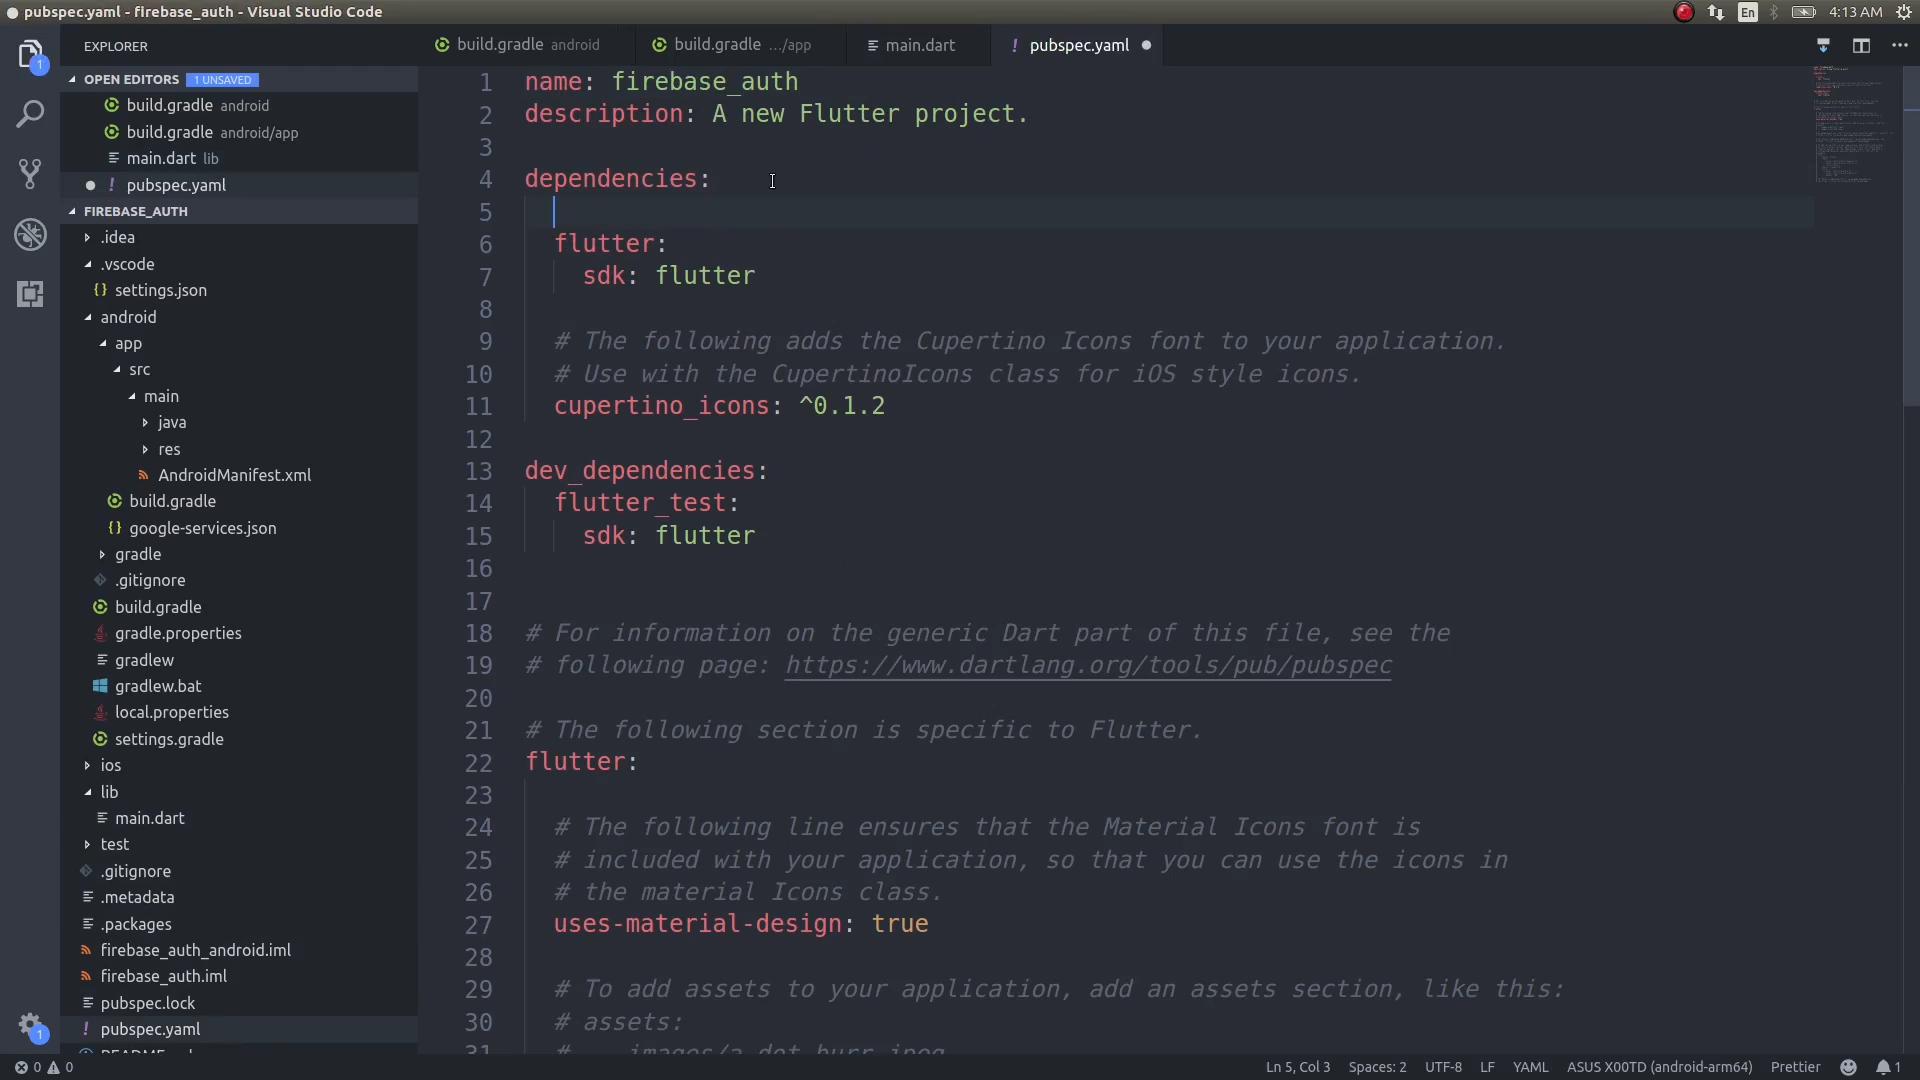 pubspec.yaml - firebase_auth - Visual Studio Code
En
4:13 AM
EXPLORER
build.gradle android
build.gradle .../app
main.dart
! pubspec.yaml
OPEN EDITORS 1 UNSAVED
build.gradle android
build.gradle android/app
main.dart lib
! pubspec.yaml
FIREBASE_AUTH
.idea
.vscode
{} settings.json
android
app
src
main
java
res
AndroidManifest.xml
build.gradle
{} google-services.json
gradle
.gitignore
build.gradle
gradle.properties
gradlew
gradlew.bat
local.properties
settings.gradle
ios
lib
main.dart
test
.gitignore
.metadata
.packages
firebase_auth_android.iml
firebase_auth.iml
pubspec.lock
! pubspec.yaml
1
1
1 name: firebase_auth
2 description: A new Flutter project.
3
4 dependencies:
5
6 flutter:
7 sdk: flutter
8
9 # The following adds the Cupertino Icons font to your application.
10 # Use with the CupertinoIcons class for iOS style icons.
11 cupertino_icons: ^0.1.2
12
13 dev_dependencies:
14 flutter_test:
15 sdk: flutter
16
17
18 # For information on the generic Dart part of this file, see the
19 # following page: https://www.dartlang.org/tools/pub/pubspec
20
21 # The following section is specific to Flutter.
22 flutter:
23
24 # The following line ensures that the Material Icons font is
25 # included with your application, so that you can use the icons in
26 # the material Icons class.
27 uses-material-design: true
28
29 # To add assets to your application, add an assets section, like this:
30 # assets:
31 # - images/a_dot_burr.jpeg
0 0
Ln 5, Col 3
Spaces: 2
UTF-8
LF
YAML
ASUS X00TD (android-arm64)
Prettier
1